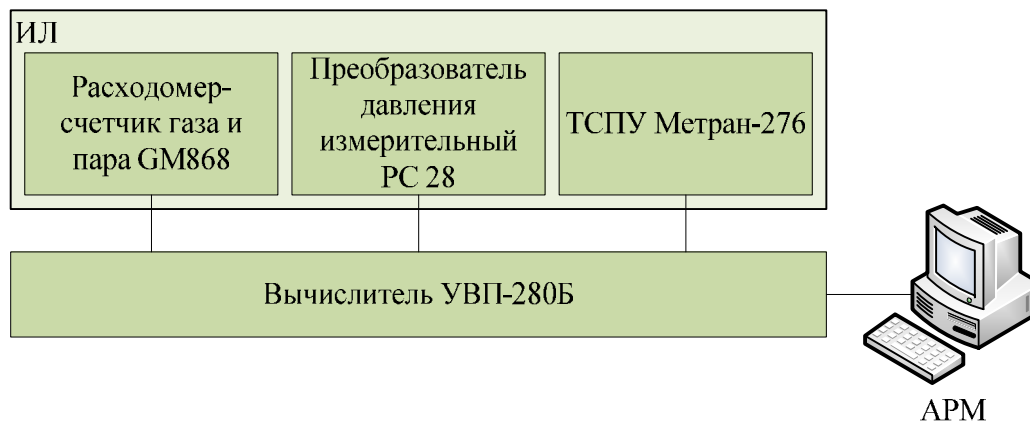 ИЛ
Расходомер-
счетчик газа и
пара GM868
Преобразователь
давления
измерительный
PC 28
ТСПУ Метран-276
Вычислитель УВП-280Б
АРМ